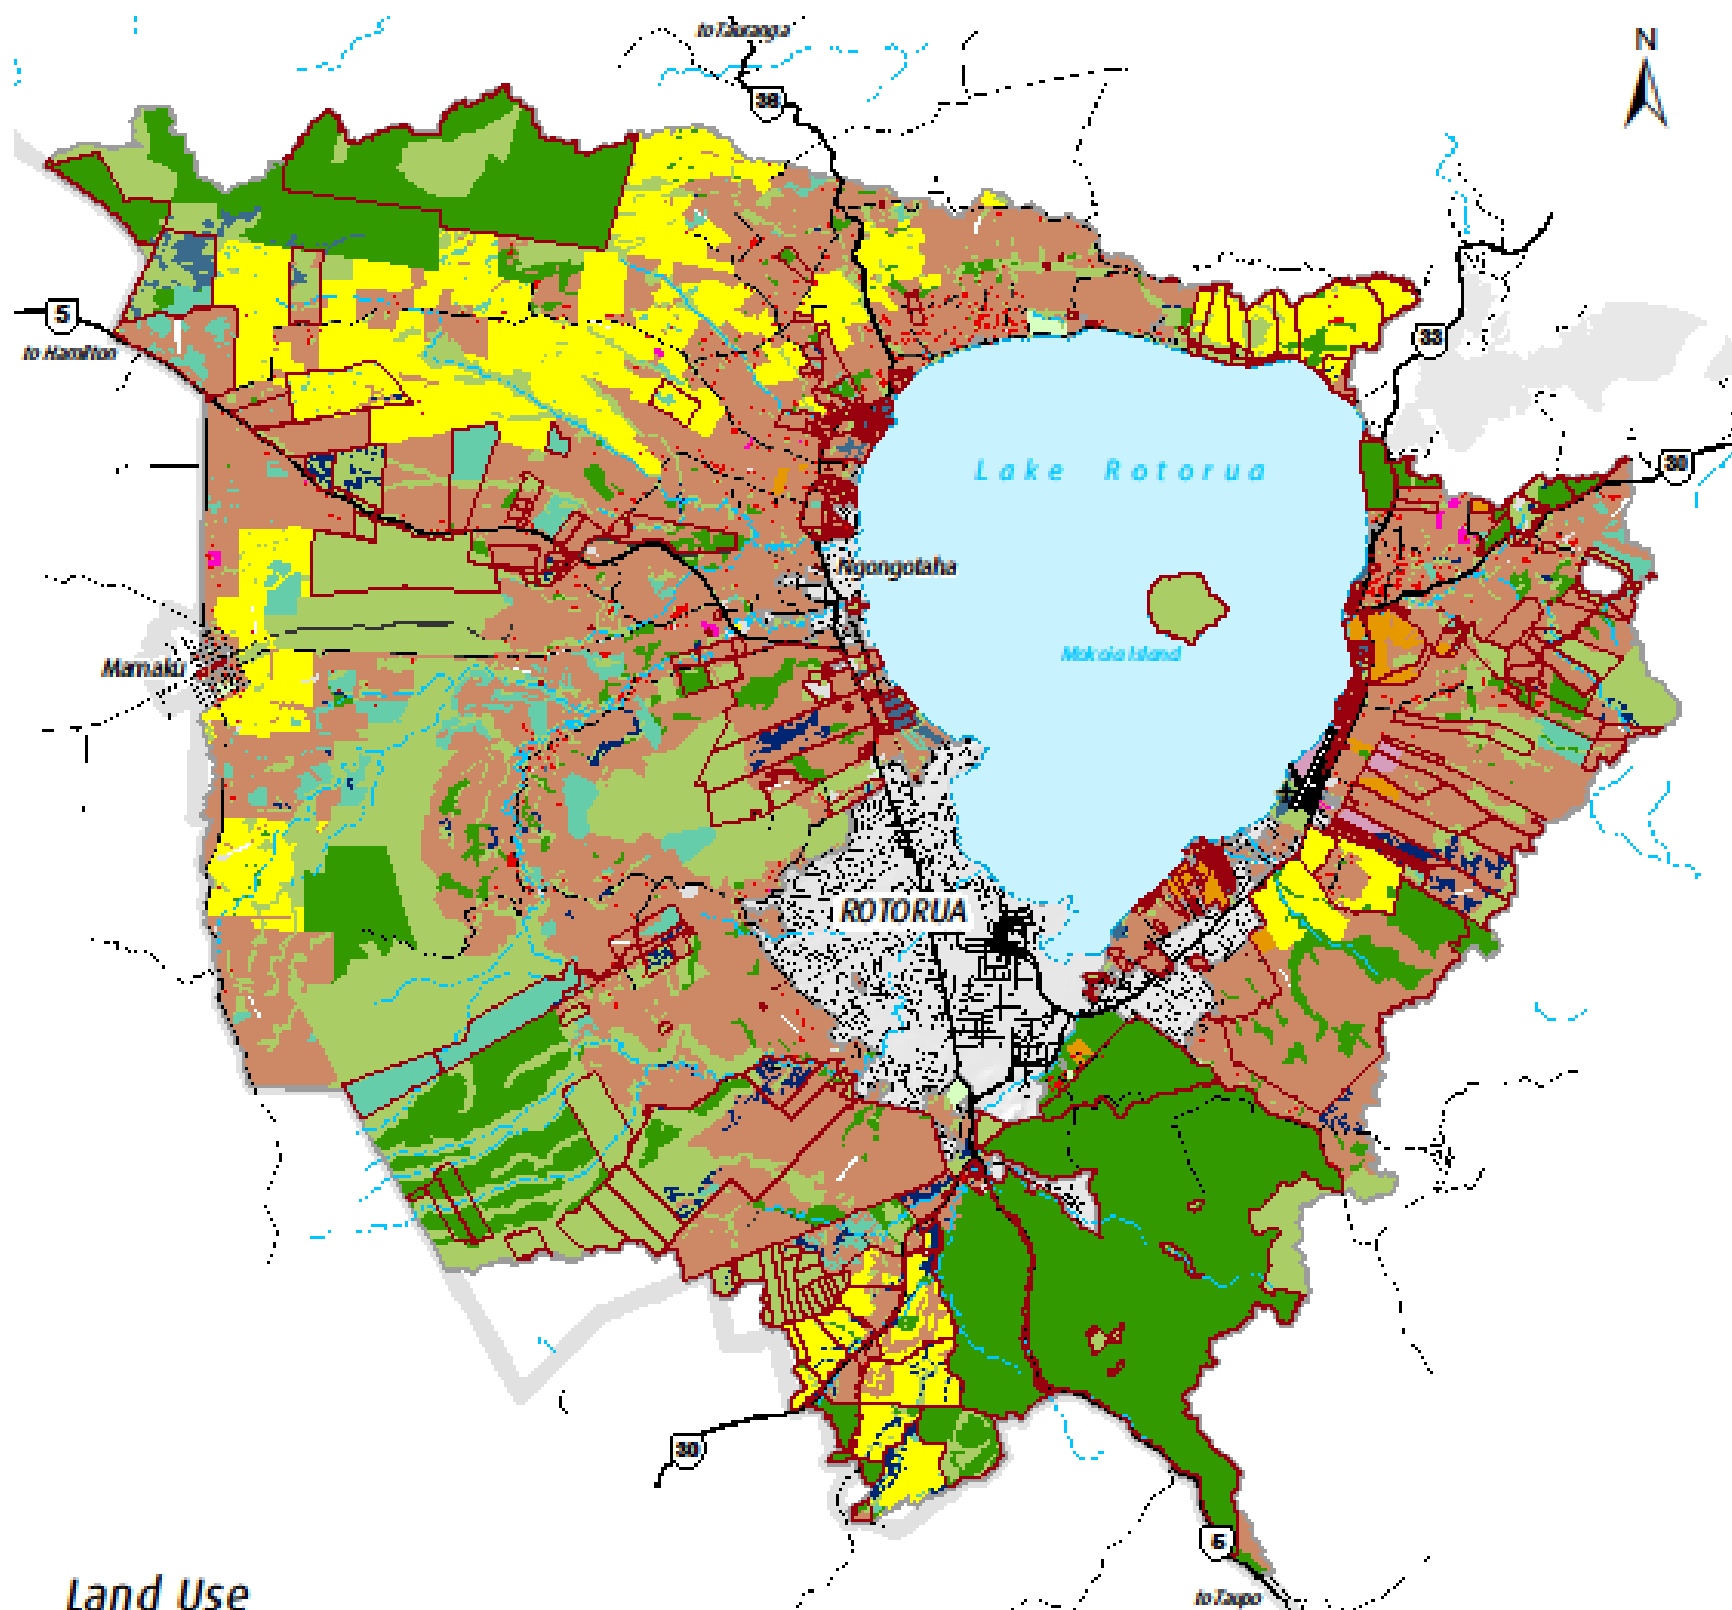 to Tauranga
N
36
5
to Hamilton
33
Lake Rotorua
30
Ngongotaha
Mokoia Island
Mamaku
ROTORUA
30
5
to Taupo
Land Use